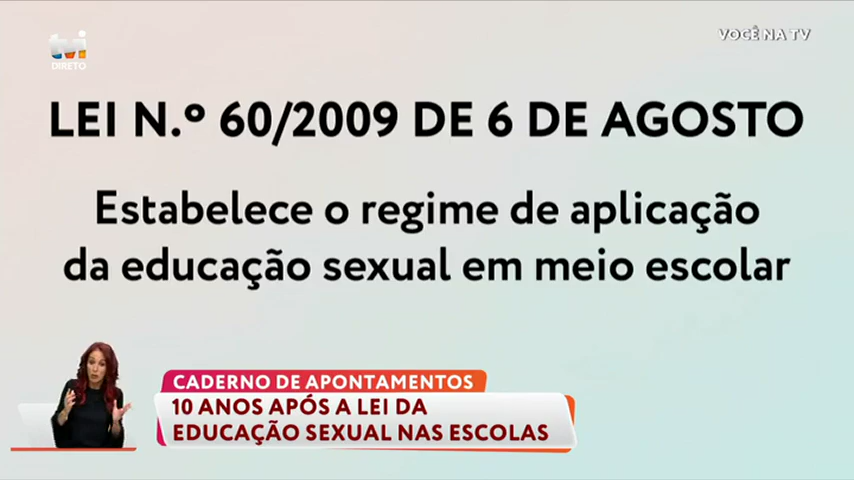 tvi
DIRETO
VOCÊ NA TV
LEI N.º 60/2009 DE 6 DE AGOSTO
Estabelece o regime de aplicação
da educação sexual em meio escolar
CADERNO DE APONTAMENTOS
10 ANOS APÓS A LEI DA
EDUCAÇÃO SEXUAL NAS ESCOLAS